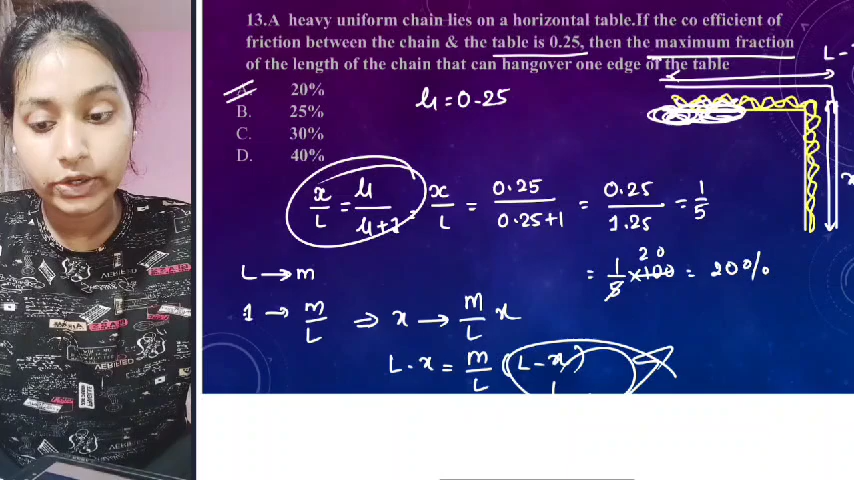 13.A heavy uniform chain lies on a horizontal table.If the co efficient of
friction between the chain & the table is 0.25, then the maximum fraction
of the length of the chain that can hangover one edge of the table
A. 20%
B. 25%
C. 30%
D. 40%
μ = 0.25
L -
x
x/L = μ/μ+1 x/L = 0.25/0.25+1 = 0.25/1.25 = 1/5
= 1/5 × 100 20 = 20%
L → m
1 → m/L ⇒ x → m/L x
L - x = m/L (L - x)